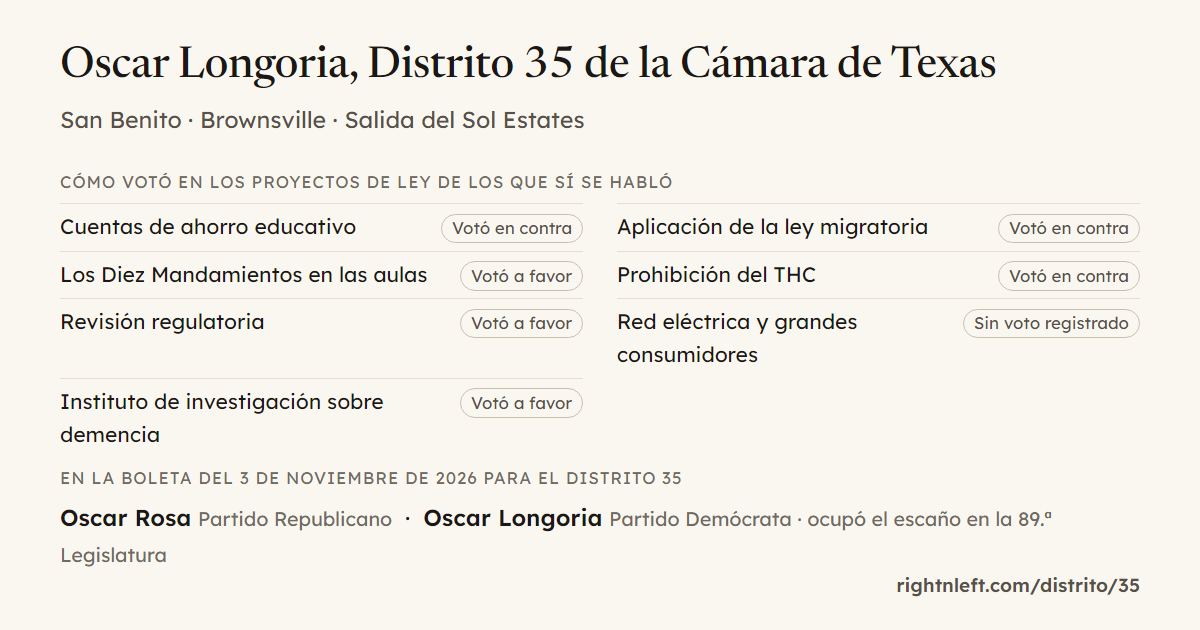 Oscar Longoria, Distrito 35 de la Cámara de Texas
San Benito · Brownsville · Salida del Sol Estates
CÓMO VOTÓ EN LOS PROYECTOS DE LEY DE LOS QUE SÍ SE HABLÓ
Cuentas de ahorro educativo Votó en contra
Aplicación de la ley migratoria Votó en contra
Los Diez Mandamientos en las aulas Votó a favor
Prohibición del THC Votó en contra
Revisión regulatoria Votó a favor
Red eléctrica y grandes Sin voto registrado
consumidores
Instituto de investigación sobre Votó a favor
demencia
EN LA BOLETA DEL 3 DE NOVIEMBRE DE 2026 PARA EL DISTRITO 35
Oscar Rosa Partido Republicano · Oscar Longoria Partido Demócrata · ocupó el escaño en la 89.ª
Legislatura
rightnleft.com/distrito/35